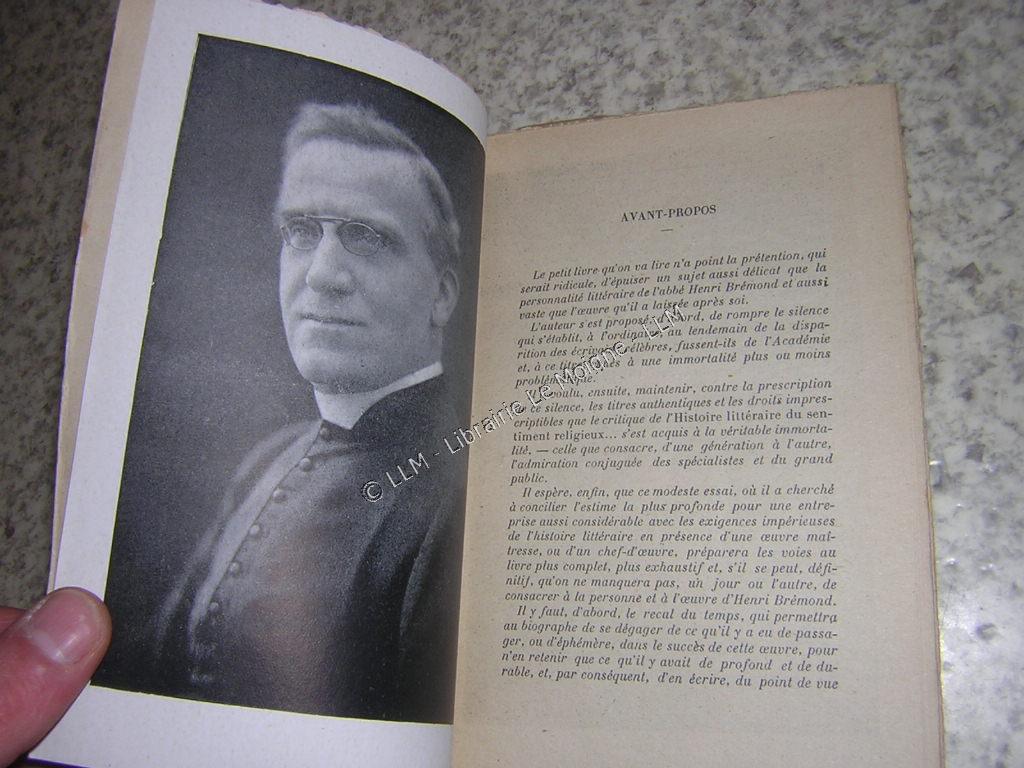 AVANT-PROPOS
Le petit livre qu'on va lire n'a point la prétention, qui
serait ridicule, d'épuiser un sujet aussi délicat que la
personnalité littéraire de l'abbé Henri Brémond et aussi
vaste que l'œuvre qu'il a laissée après soi.
L'auteur s'est proposé, d'abord, de rompre le silence
qui s'établit, à l'ordinaire, au lendemain de la dispa-
rition des écrivains célèbres, fussent-ils de l'Académie
et, à ce titre, à une immortalité plus ou moins
problématique.
voulu, ensuite, maintenir, contre la prescription
de ce silence, les titres authentiques et les droits impres-
criptibles que le critique de l'Histoire littéraire du sen-
timent religieux... s'est acquis à la véritable immorta-
lité, — celle que consacre, d'une génération à l'autre,
l'admiration conjuguée des spécialistes et du grand
public.
Il espère, enfin, que ce modeste essai, où il a cherché
à concilier l'estime la plus profonde pour une entre-
prise aussi considérable avec les exigences impérieuses
de l'histoire littéraire en présence d'une œuvre maî-
tresse, ou d'un chef-d'œuvre, préparera les voies au
livre plus complet, plus exhaustif et, s'il se peut, défi-
nitif, qu'on ne manquera pas, un jour ou l'autre, de
consacrer à la personne et à l'œuvre d'Henri Brémond.
Il y faut, d'abord, le recul du temps, qui permettra
au biographe de se dégager de ce qu'il y a eu de passa-
ger, ou d'éphémère, dans le succès de cette œuvre, pour
n'en retenir que ce qu'il y avait de profond et de du-
rable, et, par conséquent, d'en écrire, du point de vue
© LLM - Librairie Le Moione - LLM